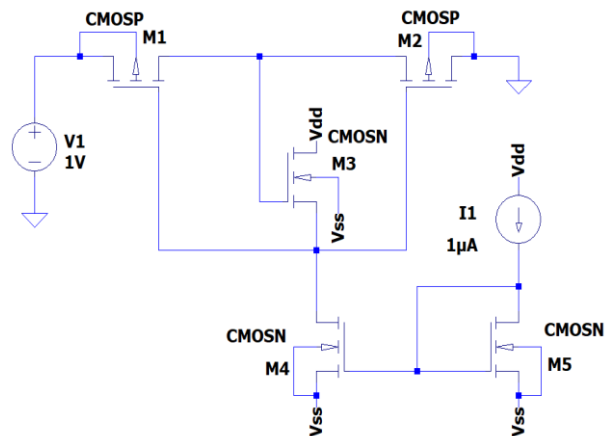 CMOSP
M1
M2
CMOSP
V1
1V
Vdd
CMOSN
M3
Vss
Vdd
I1
1µA
CMOSN
M4
Vss
CMOSN
M5
Vss